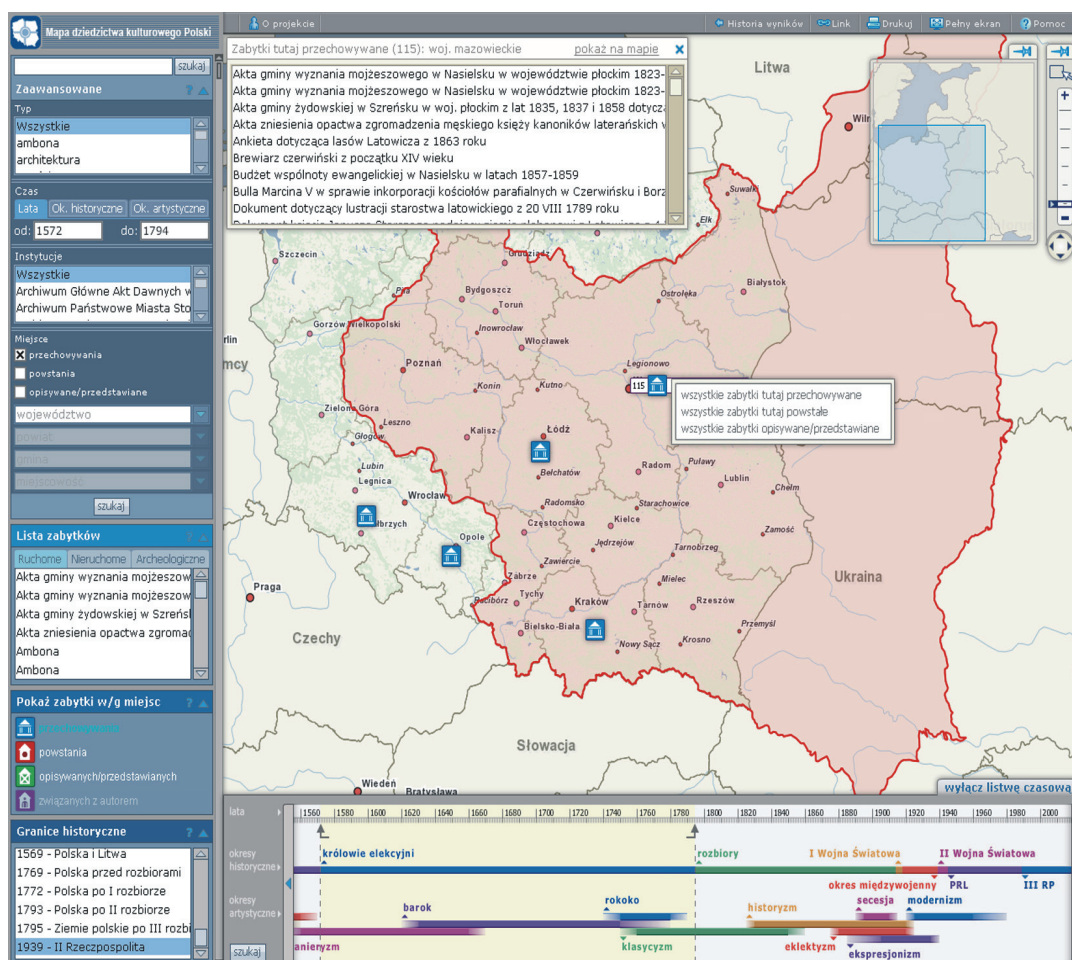 Mapa dziedzictwa kulturowego Polski
O projekcie
Historia wyników
Link
Drukuj
Pełny ekran
Pomoc
szukaj
Zaawansowane
?
Typ
Wszystkie
ambona
architektura
Czas
Lata
Ok. historyczne
Ok. artystyczne
od: 1572
do: 1794
Instytucje
Wszystkie
Archiwum Główne Akt Dawnych w
Archiwum Państwowe Miasta Sto
Miejsce
przechowywania
powstania
opisywane/przedstawiane
województwo
powiat
gmina
miejscowość
szukaj
Lista zabytków
?
Ruchome
Nieruchome
Archeologiczne
Akta gminy wyznania mojżeszow
Akta gminy wyznania mojżeszow
Akta gminy żydowskiej w Szreńsl
Akta zniesienia opactwa zgromac
Ambona
Ambona
Pokaż zabytki w/g miejsc
?
powstania
opisywanych/przedstawianych
związanych z autorem
Granice historyczne
?
1569 - Polska i Litwa
1769 - Polska przed rozbiorami
1772 - Polska po I rozbiorze
1793 - Polska po II rozbiorze
1795 - Ziemie polskie po III rozbi
1939 - II Rzeczpospolita
Zabytki tutaj przechowywane (115): woj. mazowieckie
pokaż na mapie
Akta gminy wyznania mojżeszowego w Nasielsku w województwie płockim 1823-
Akta gminy wyznania mojżeszowego w Nasielsku w województwie płockim 1823-
Akta gminy żydowskiej w Szreńsku w woj. płockim z lat 1835, 1837 i 1858 dotycza
Akta zniesienia opactwa zgromadzenia męskiego księży kanoników laterańskich w
Ankieta dotycząca lasów Latowicza z 1863 roku
Brewiarz czerwiński z początku XIV wieku
Budżet wspólnoty ewangelickiej w Nasielsku w latach 1857-1859
Bulla Marcina V w sprawie inkorporacji kościołów parafialnych w Czerwińsku i Borz
Dokument dotyczący lustracji starostwa latowickiego z 20 VIII 1789 roku
Litwa
Wiln
Suwałki
Ełk
Szczecin
Grudziądz
Piła
Bydgoszcz
Toruń
Ostrołęka
Białystok
Gorzów Wielkopolski
Inowrocław
Włocławek
rlin
mcy
Poznań
Legionowo
115
Konin
Kutno
wszystkie zabytki tutaj przechowywane
wszystkie zabytki tutaj powstałe
wszystkie zabytki opisywane/przedstawiane
Zielona Góra
Leszno
Kalisz
Łódź
Głogów
Lubin
Legnica
Bełchatów
Radom
Puławy
Lublin
Chełm
Wrocław
Radomsko
Starachowice
łbrzych
Opole
Częstochowa
Kielce
Zamość
Jędrzejów
Tarnobrzeg
Zawiercie
Zabrze
Mielec
Ukraina
Praga
Racibórz
Tychy
Kraków
Tarnów
Rzeszów
Bielsko-Biała
Przemyśl
Czechy
Nowy Sącz
Krosno
Słowacja
Wiedeń
Bratysława
wyłącz listwę czasową
lata
1560 1580 1600 1620 1640 1660 1680 1700 1720 1740 1760 1780 1800 1820 1840 1860 1880 1900 1920 1940 1960 1980 2000
okresy
historyczne
królowie elekcyjni
rozbiory
I Wojna Światowa
II Wojna Światowa
okres międzywojenny
PRL
III RP
okresy
artystyczne
barok
rokoko
historyzm
secesja
modernizm
szukaj
anieryzm
klasycyzm
eklektyzm
ekspresjonizm